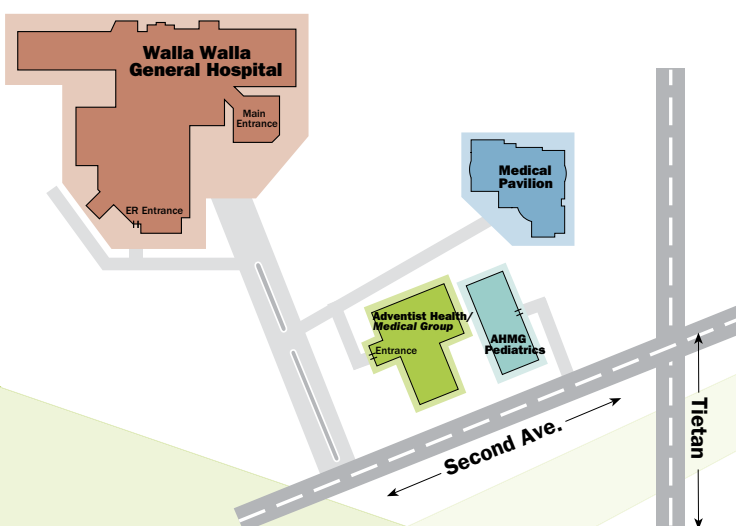 Walla Walla
General Hospital
Main
Entrance
ER Entrance
Medical
Pavilion
Adventist Health/
Medical Group
Entrance
AHMG
Pediatrics
Second Ave.
Tietan